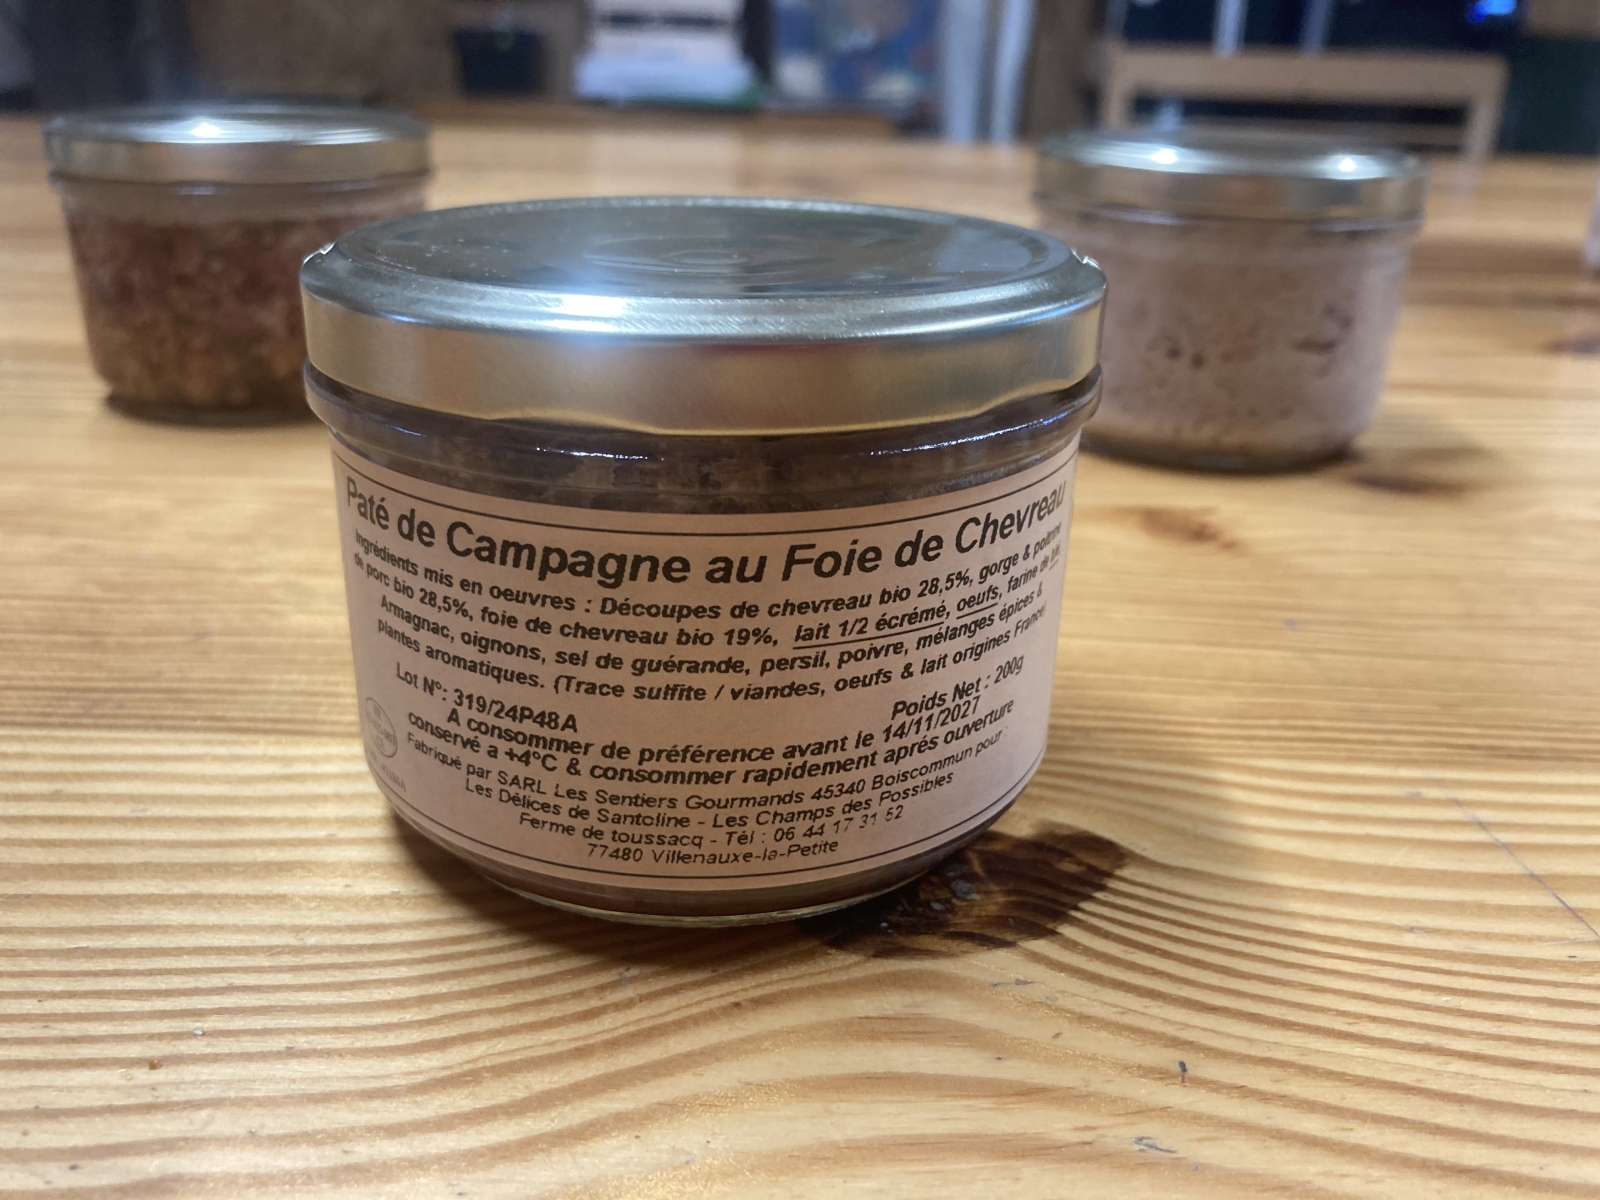 Paté de Campagne au Foie de Chevreau
Ingrédients mis en oeuvres : Découpes de chevreau bio 28,5%, gorge & poitrine
de porc bio 28,5%, foie de chevreau bio 19%, lait 1/2 écrémé, oeufs, farine de blé,
Armagnac, oignons, sel de guérande, persil, poivre, mélanges épices &
plantes aromatiques. (Trace sulfite / viandes, oeufs & lait origines France)
Lot N°: 319/24P48A
Poids Net : 200g
A consommer de préférence avant le 14/11/2027
conservé a +4°C & consommer rapidement aprés ouverture
Fabriqué par SARL Les Sentiers Gourmands 45340 Boiscommun pour :
Les Délices de Santoline - Les Champs des Possibles
Ferme de toussacq - Tél : 06 44 17 31 52
77480 Villenauxe-la-Petite